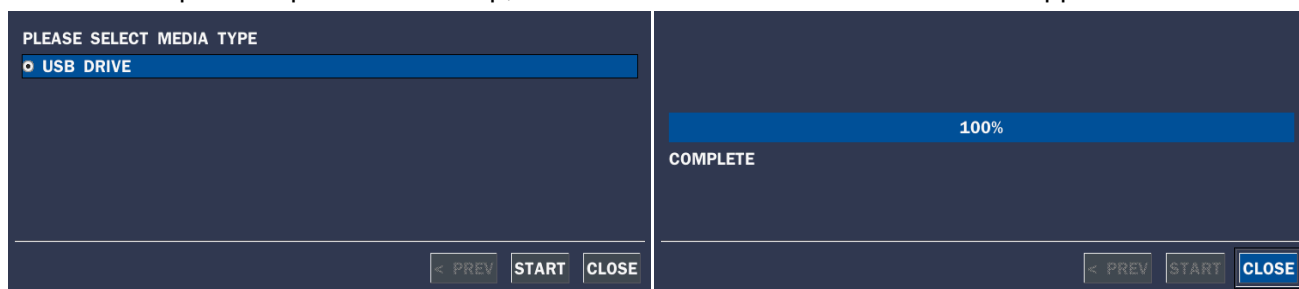 PLEASE SELECT MEDIA TYPE
USB DRIVE
< PREV START CLOSE
100%
COMPLETE
< PREV START CLOSE